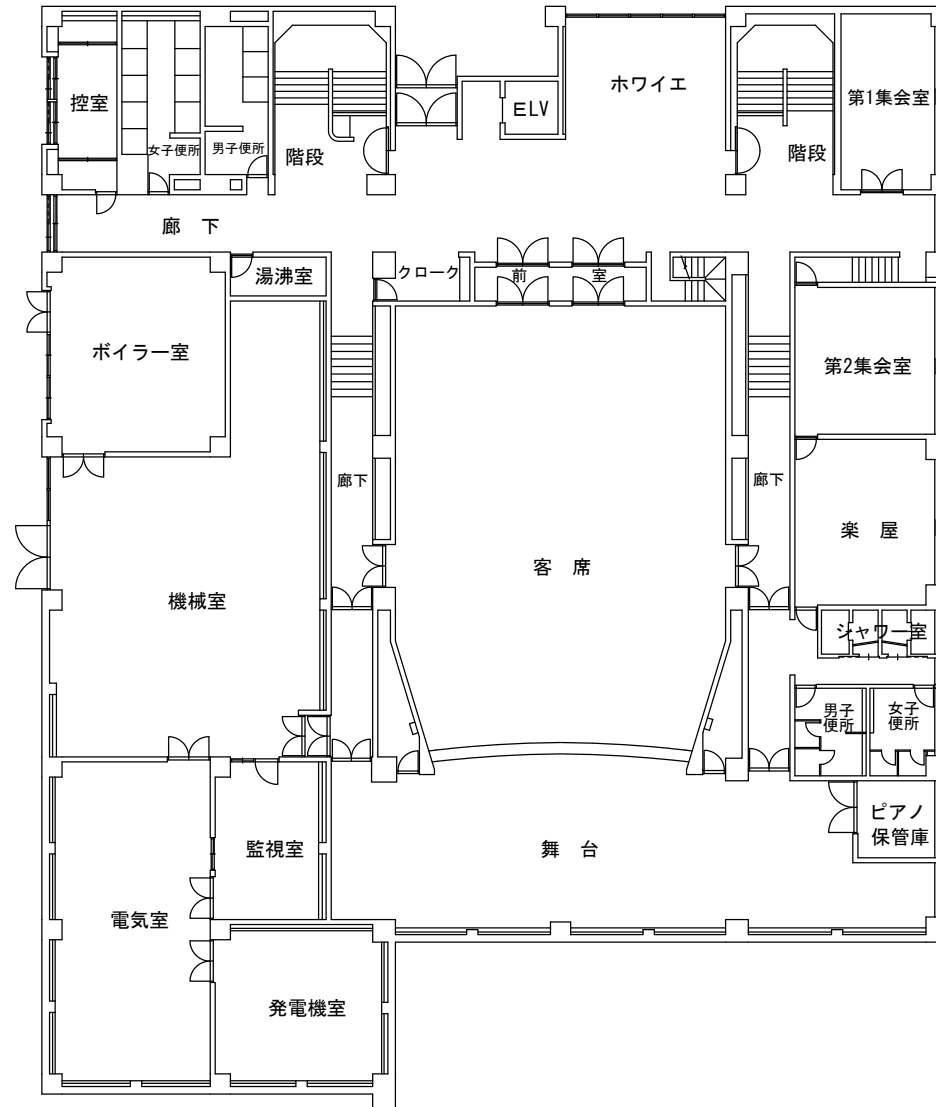 ホワイエ
控室
ELV
第1集会室
女子便所
男子便所
階段
階段
廊　下
湯沸室
クローク
前　室
ボイラー室
第2集会室
廊下
廊下
楽　屋
客　席
機械室
シャワー室
男子
便所
女子
便所
ピアノ
保管庫
監視室
舞　台
電気室
発電機室